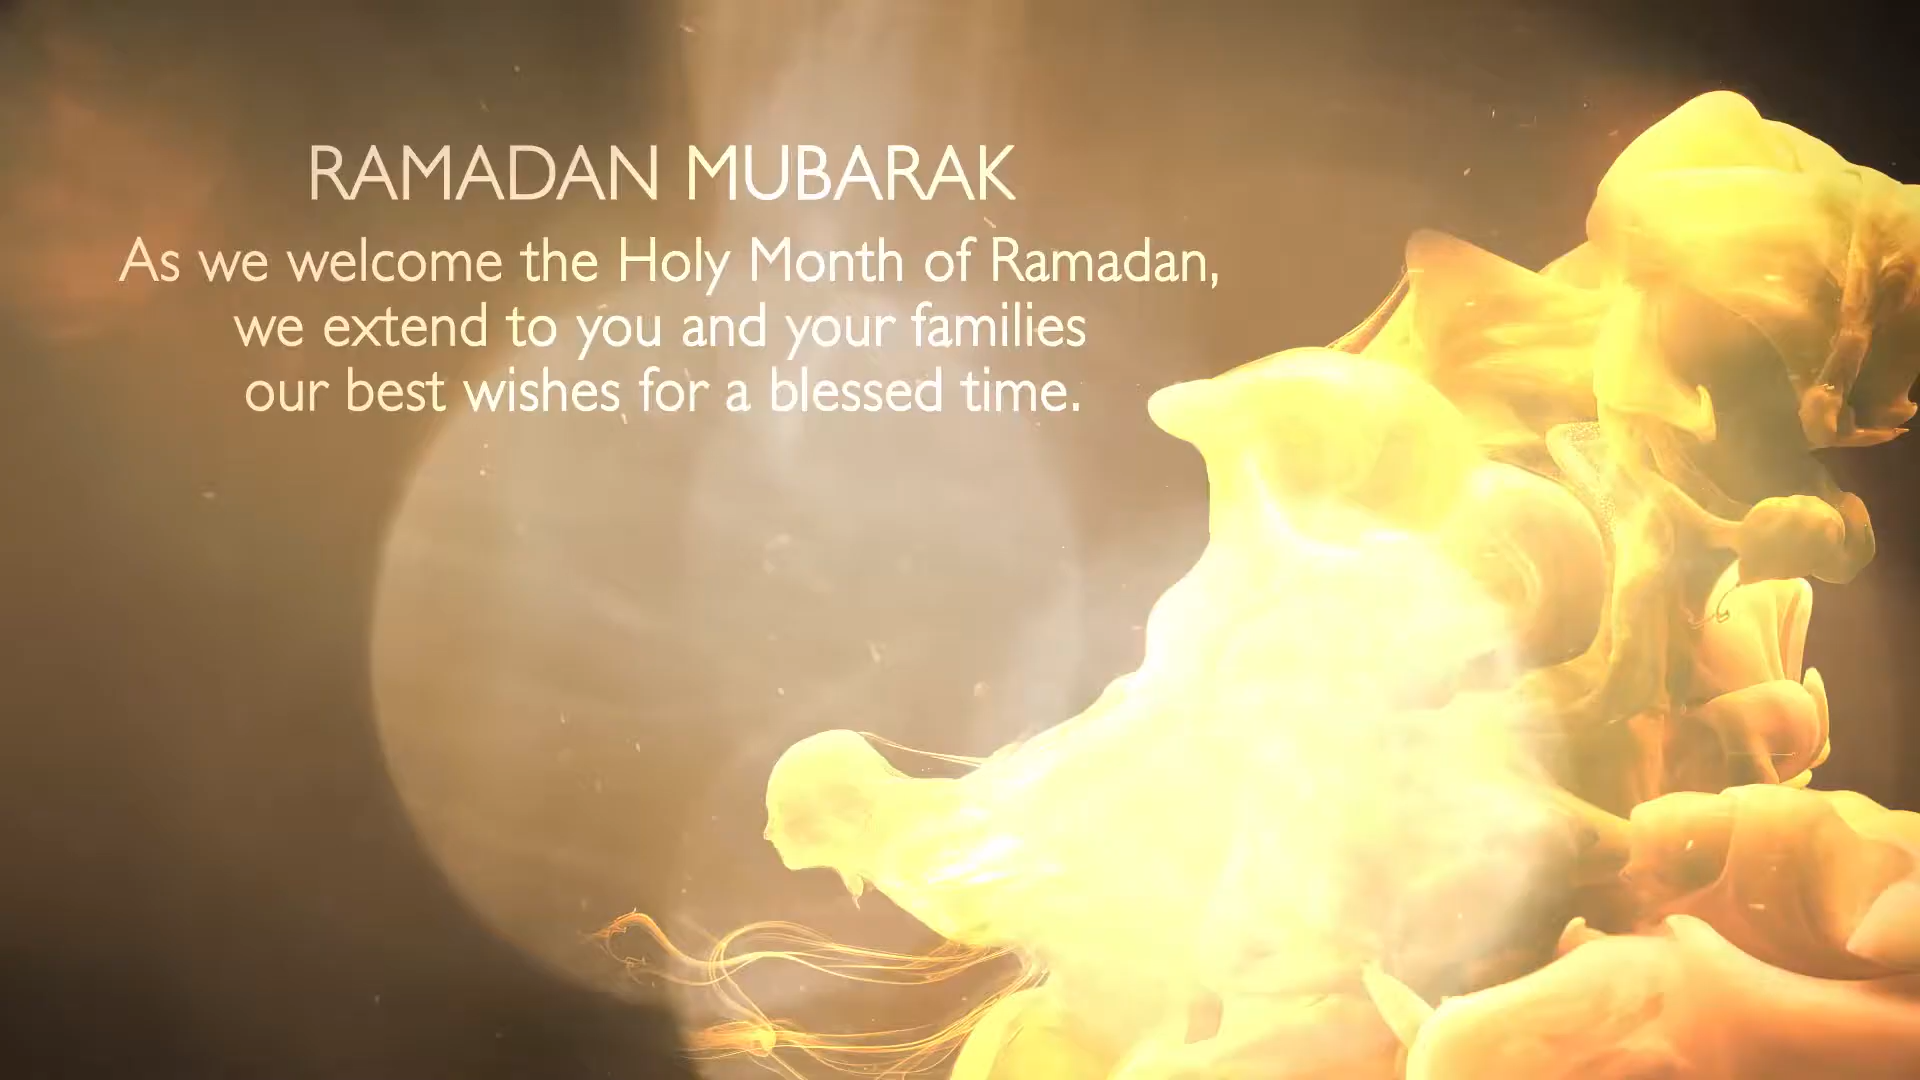 RAMADAN MUBARAK
As we welcome the Holy Month of Ramadan,
we extend to you and your families
our best wishes for a blessed time.